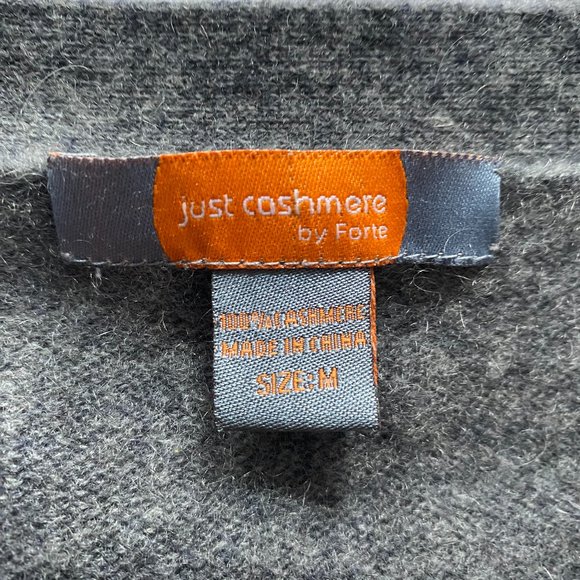 just cashmere
by Forte
100% CASHMERE
MADE IN CHINA
SIZE: M